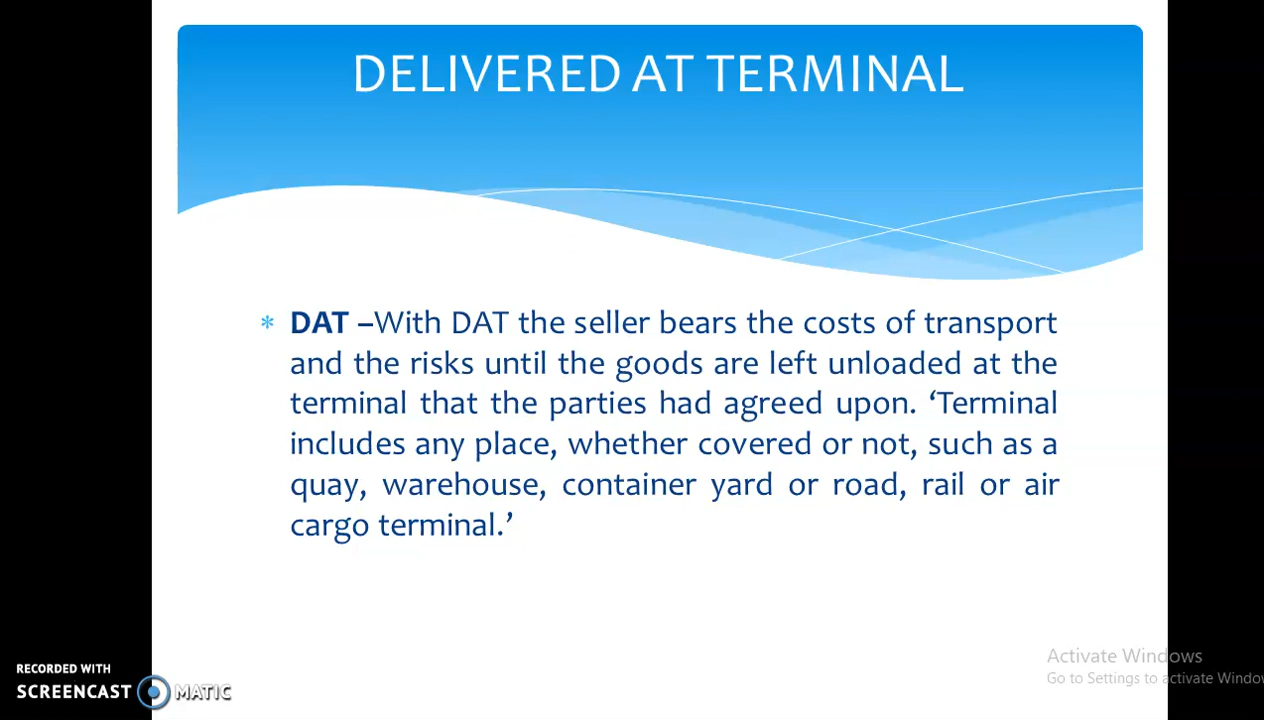 DELIVERED AT TERMINAL
* DAT –With DAT the seller bears the costs of transport
and the risks until the goods are left unloaded at the
terminal that the parties had agreed upon. ‘Terminal
includes any place, whether covered or not, such as a
quay, warehouse, container yard or road, rail or air
cargo terminal.’
Activate Windows
Go to Settings to activate Windo
RECORDED WITH
SCREENCAST MATIC